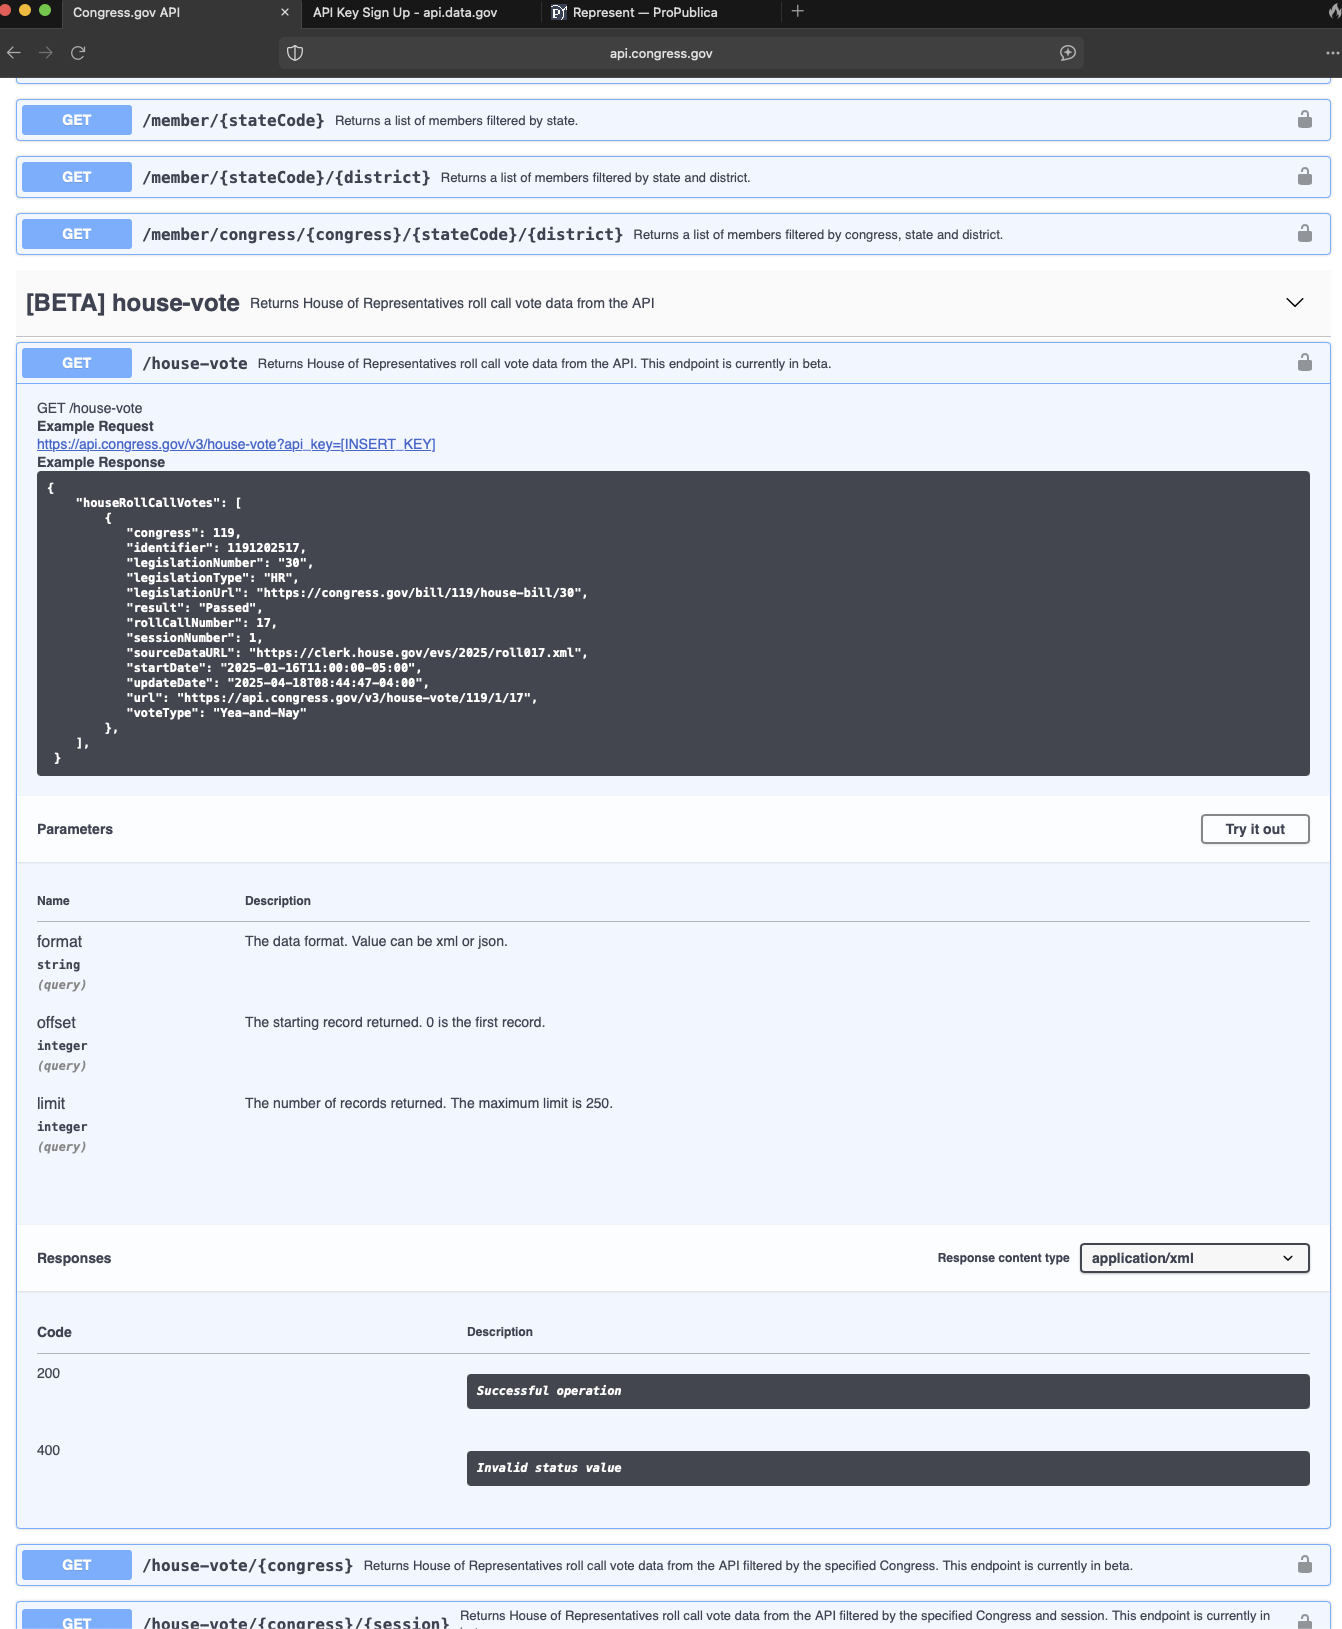 Congress.gov API
API Key Sign Up - api.data.gov
Represent — ProPublica
api.congress.gov
GET /member/{stateCode} Returns a list of members filtered by state.
GET /member/{stateCode}/{district} Returns a list of members filtered by state and district.
GET /member/congress/{congress}/{stateCode}/{district} Returns a list of members filtered by congress, state and district.
[BETA] house-vote Returns House of Representatives roll call vote data from the API
GET /house-vote Returns House of Representatives roll call vote data from the API. This endpoint is currently in beta.
GET /house-vote
Example Request
https://api.congress.gov/v3/house-vote?api_key=[INSERT_KEY]
Example Response
{
"houseRollCallVotes": [
{
"congress": 119,
"identifier": 1191202517,
"legislationNumber": "30",
"legislationType": "HR",
"legislationUrl": "https://congress.gov/bill/119/house-bill/30",
"result": "Passed",
"rollCallNumber": 17,
"sessionNumber": 1,
"sourceDataURL": "https://clerk.house.gov/evs/2025/roll017.xml",
"startDate": "2025-01-16T11:00:00-05:00",
"updateDate": "2025-04-18T08:44:47-04:00",
"url": "https://api.congress.gov/v3/house-vote/119/1/17",
"voteType": "Yea-and-Nay"
},
],
}
Parameters
Try it out
Name Description
format The data format. Value can be xml or json.
string
(query)
offset The starting record returned. 0 is the first record.
integer
(query)
limit The number of records returned. The maximum limit is 250.
integer
(query)
Responses
Response content type application/xml
Code Description
200
Successful operation
400
Invalid status value
GET /house-vote/{congress} Returns House of Representatives roll call vote data from the API filtered by the specified Congress. This endpoint is currently in beta.
GET /house-vote/{congress}/{session} Returns House of Representatives roll call vote data from the API filtered by the specified Congress and session. This endpoint is currently in